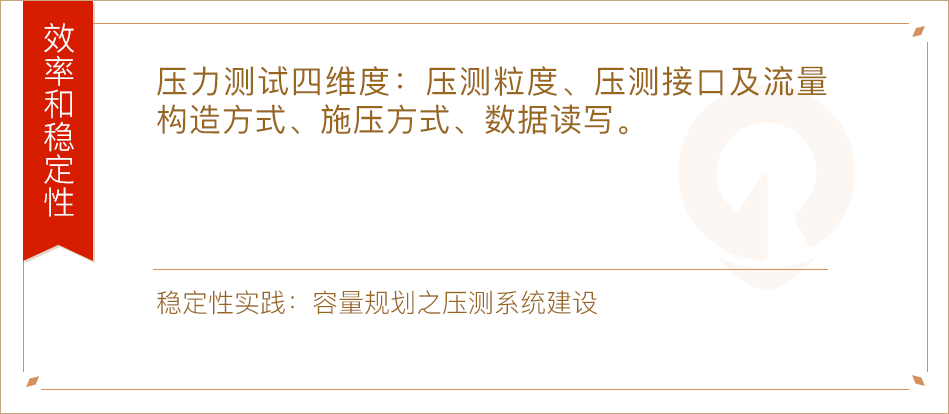 效率和稳定性
压力测试四维度：压测粒度、压测接口及流量
构造方式、施压方式、数据读写。
稳定性实践：容量规划之压测系统建设